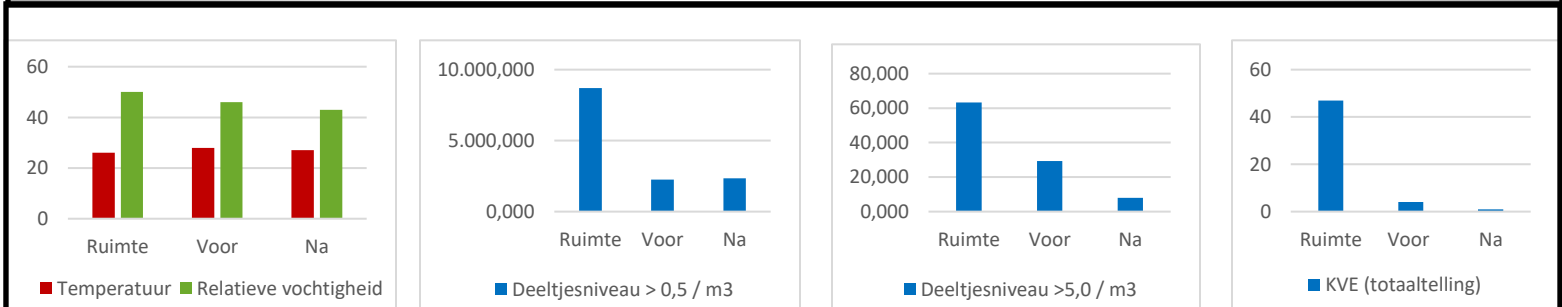 60
40
20
0
Ruimte Voor Na
Temperatuur Relatieve vochtigheid
10.000,000
5.000,000
0,000
Ruimte Voor Na
Deeltjesniveau > 0,5 / m3
80,000
60,000
40,000
20,000
0,000
Ruimte Voor Na
Deeltjesniveau >5,0 / m3
60
40
20
0
Ruimte Voor Na
KVE (totaaltelling)